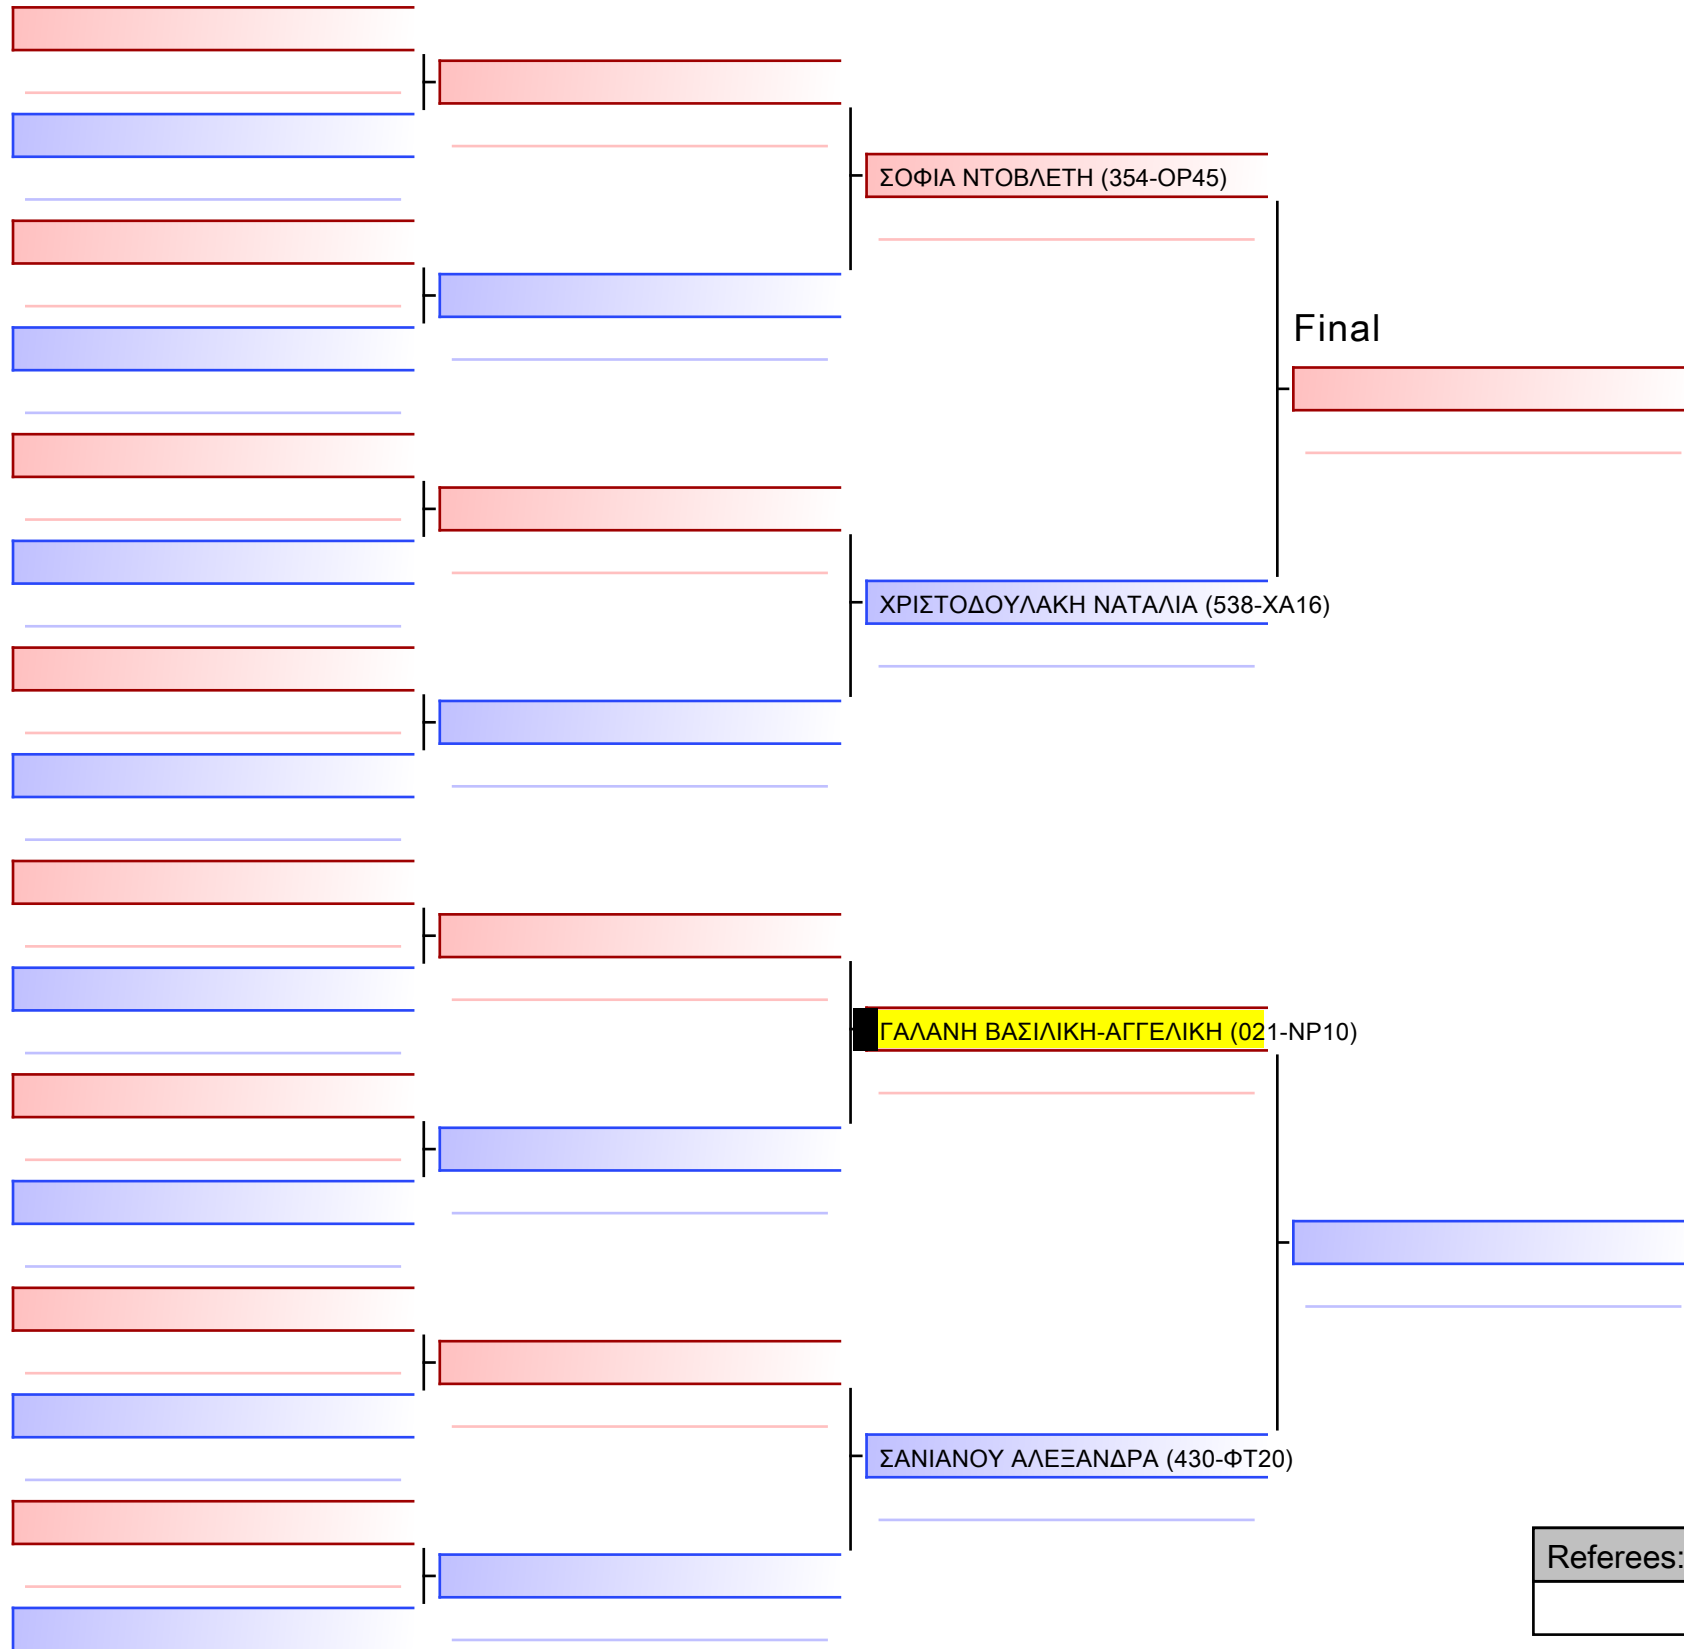 ΣΟΦΙΑ ΝΤΟΒΛΕΤΗ (354-ΟΡ45)
Final
ΧΡΙΣΤΟΔΟΥΛΑΚΗ ΝΑΤΑΛΙΑ (538-ΧΑ16)
ΓΑΛΑΝΗ ΒΑΣΙΛΙΚΗ-ΑΓΓΕΛΙΚΗ (021-ΝΡ10)
ΣΑΝΙΑΝΟΥ ΑΛΕΞΑΝΔΡΑ (430-ΦΤ20)
Referees: